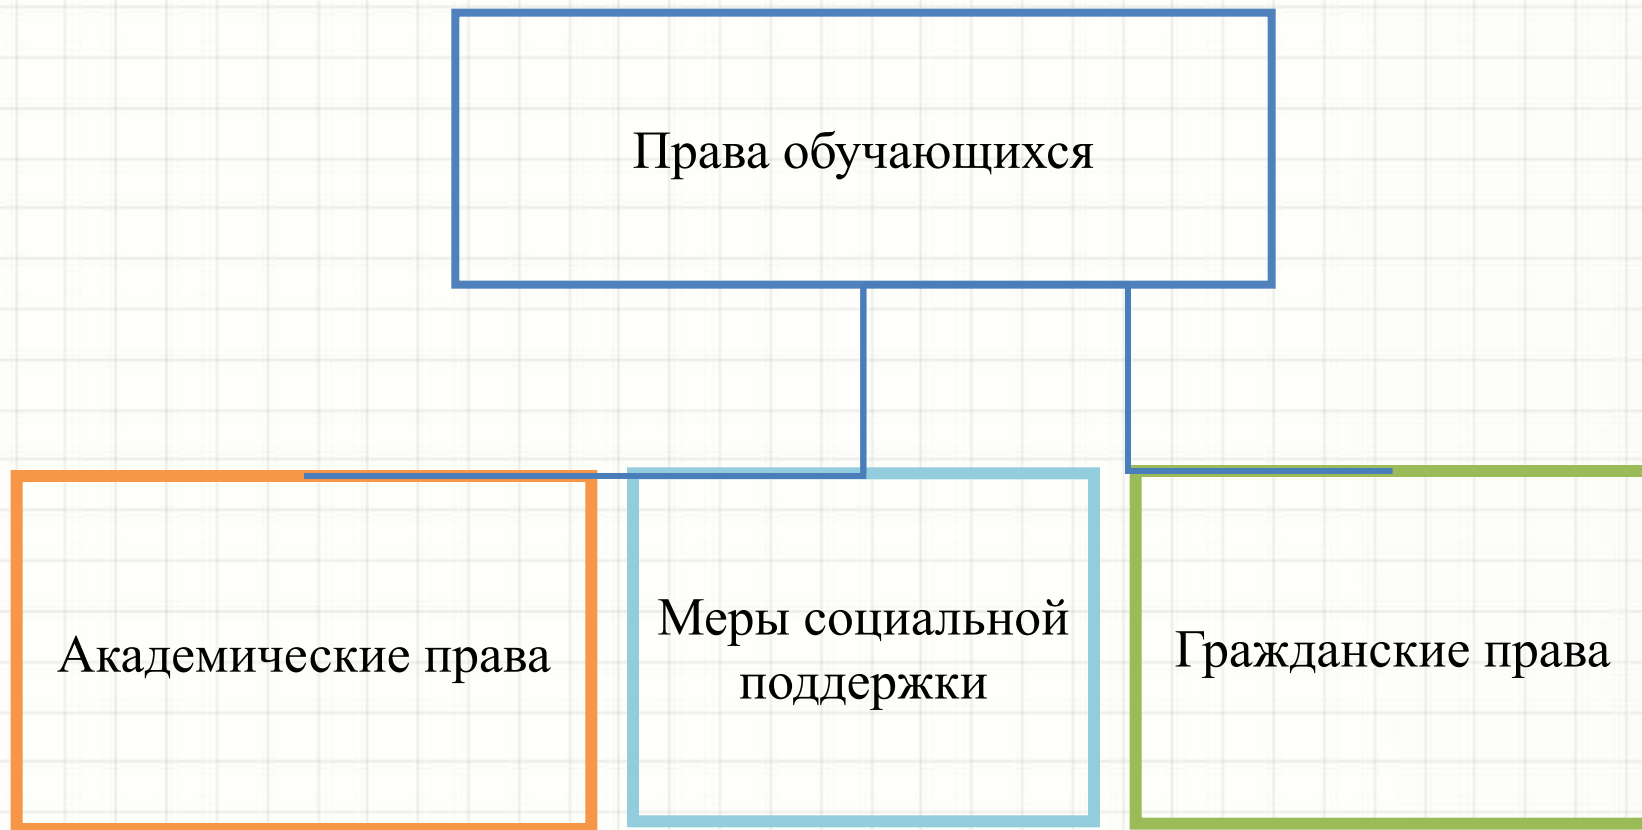 Права обучающихся
Академические права
Меры социальной
поддержки
Гражданские права